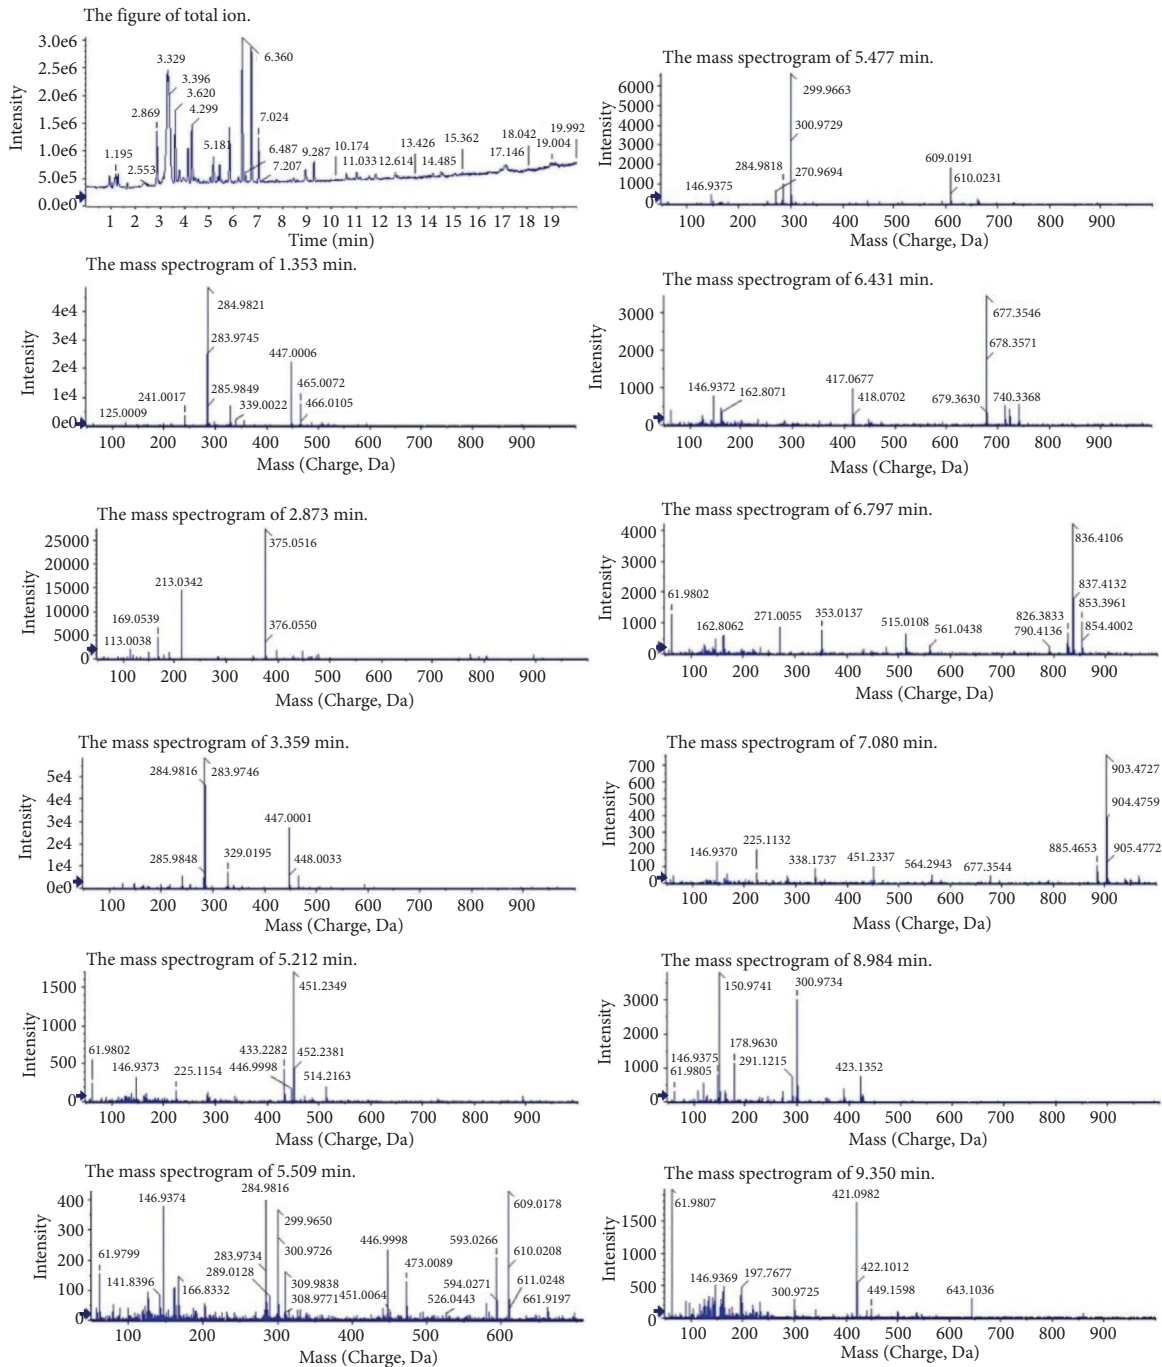 The figure of total ion.
3.0e6
2.5e6
2.0e6
1.5e6
1.0e6
5.0e5
0.0e0
Intensity
1.195
2.553
2.869
3.329
3.396
3.620
4.299
5.181
6.360
7.024
6.487
7.207
9.287
10.174
11.033
12.614
13.426
14.485
15.362
17.146
18.042
19.004
19.992
1 2 3 4 5 6 7 8 9 10 11 12 13 14 15 16 17 18 19
Time (min)
The mass spectrogram of 1.353 min.
4e4
3e4
2e4
1e4
0e0
Intensity
284.9821
283.9745
447.0006
285.9849
465.0072
241.0017
339.0022
466.0105
125.0009
100 200 300 400 500 600 700 800 900
Mass (Charge, Da)
The mass spectrogram of 2.873 min.
25000
20000
15000
10000
5000
0
Intensity
375.0516
213.0342
169.0539
376.0550
113.0038
100 200 300 400 500 600 700 800 900
Mass (Charge, Da)
The mass spectrogram of 3.359 min.
5e4
4e4
3e4
2e4
1e4
0e0
Intensity
284.9816
283.9746
447.0001
285.9848
329.0195
448.0033
100 200 300 400 500 600 700 800 900
Mass (Charge, Da)
The mass spectrogram of 5.212 min.
1500
1000
500
0
Intensity
451.2349
61.9802
433.2282
452.2381
146.9373
225.1154
446.9998
514.2163
100 200 300 400 500 600 700 800 900
Mass (Charge, Da)
The mass spectrogram of 5.509 min.
400
300
200
100
0
Intensity
146.9374
284.9816
609.0178
299.9650
61.9799
283.9734
300.9726
446.9998
593.0266
610.0208
289.0128
473.0089
141.8396
166.8332
309.9838
308.9771
451.0064
526.0443
594.0271
611.0248
661.9197
100 200 300 400 500 600
Mass (Charge, Da)
The mass spectrogram of 5.477 min.
6000
5000
4000
3000
2000
1000
0
Intensity
299.9663
300.9729
284.9818
270.9694
609.0191
610.0231
146.9375
100 200 300 400 500 600 700 800 900
Mass (Charge, Da)
The mass spectrogram of 6.431 min.
3000
2000
1000
0
Intensity
677.3546
678.3571
417.0677
146.9372
162.8071
418.0702
679.3630
740.3368
100 200 300 400 500 600 700 800 900
Mass (Charge, Da)
The mass spectrogram of 6.797 min.
4000
3000
2000
1000
0
Intensity
836.4106
61.9802
837.4132
353.0137
826.3833
853.3961
271.0055
515.0108
561.0438
162.8062
790.4136
854.4002
100 200 300 400 500 600 700 800 900
Mass (Charge, Da)
The mass spectrogram of 7.080 min.
700
600
500
400
300
200
100
0
Intensity
903.4727
904.4759
225.1132
146.9370
338.1737
451.2337
564.2943
677.3544
885.4653
905.4772
100 200 300 400 500 600 700 800 900
Mass (Charge, Da)
The mass spectrogram of 8.984 min.
3000
2000
1000
0
Intensity
150.9741
300.9734
178.9630
146.9375
291.1215
61.9805
423.1352
100 200 300 400 500 600 700 800 900
Mass (Charge, Da)
The mass spectrogram of 9.350 min.
1500
1000
500
0
Intensity
61.9807
421.0982
422.1012
146.9369
197.7677
300.9725
449.1598
643.1036
100 200 300 400 500 600 700 800 900
Mass (Charge, Da)